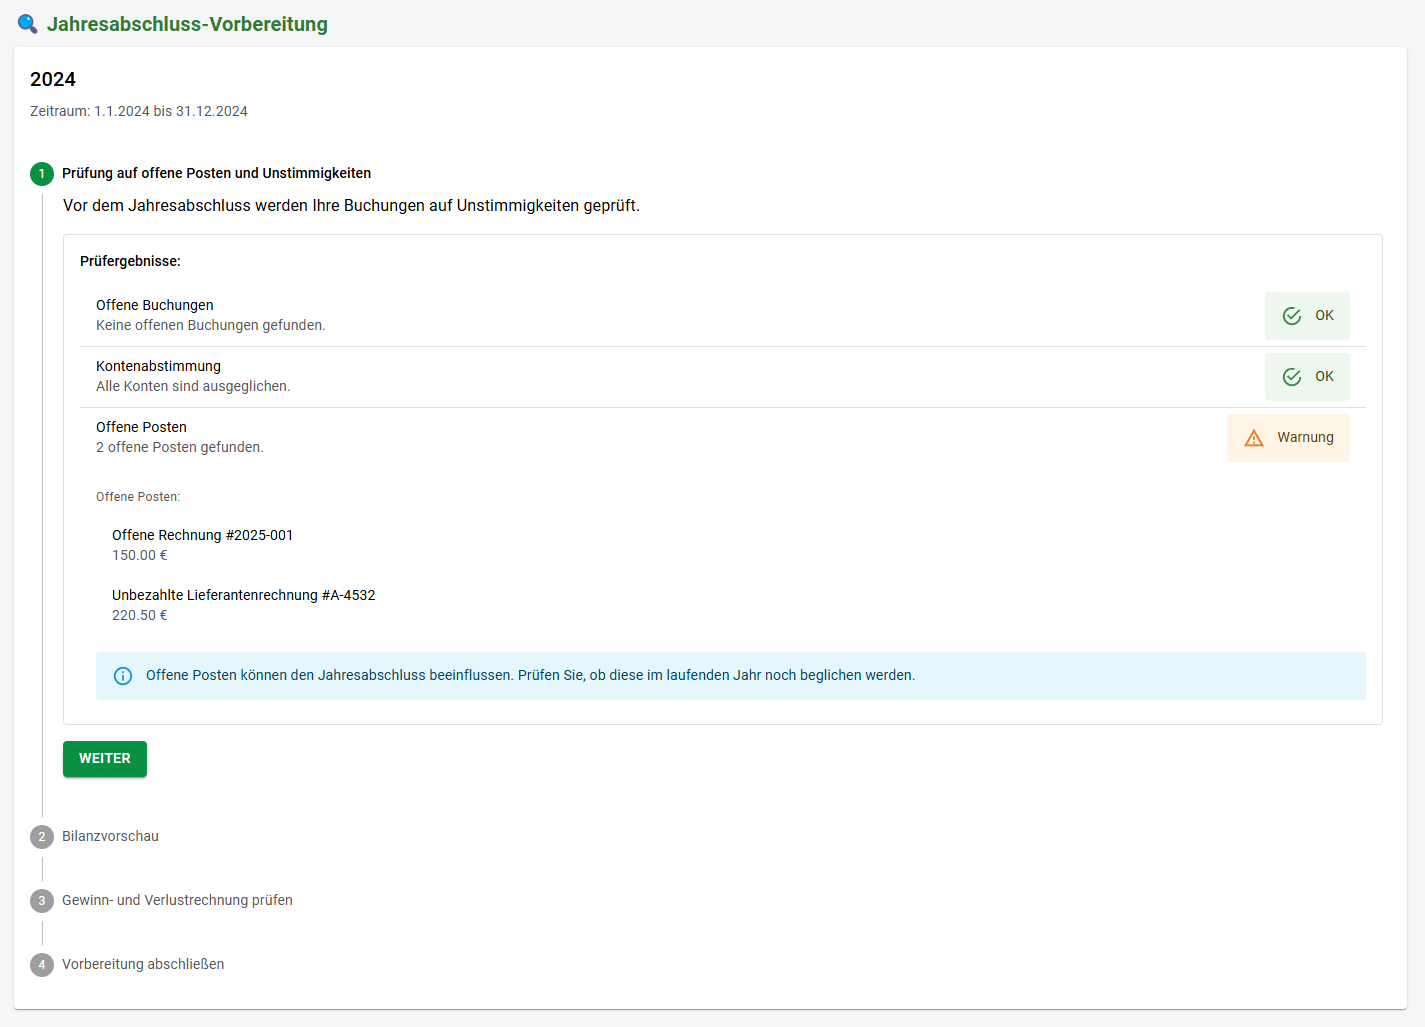 Jahresabschluss-Vorbereitung
2024
Zeitraum: 1.1.2024 bis 31.12.2024
1 Prüfung auf offene Posten und Unstimmigkeiten
Vor dem Jahresabschluss werden Ihre Buchungen auf Unstimmigkeiten geprüft.
Prüfergebnisse:
Offene Buchungen
Keine offenen Buchungen gefunden.
OK
Kontenabstimmung
Alle Konten sind ausgeglichen.
OK
Offene Posten
2 offene Posten gefunden.
Warnung
Offene Posten:
Offene Rechnung #2025-001
150.00 €
Unbezahlte Lieferantenrechnung #A-4532
220.50 €
Offene Posten können den Jahresabschluss beeinflussen. Prüfen Sie, ob diese im laufenden Jahr noch beglichen werden.
WEITER
2 Bilanzvorschau
3 Gewinn- und Verlustrechnung prüfen
4 Vorbereitung abschließen